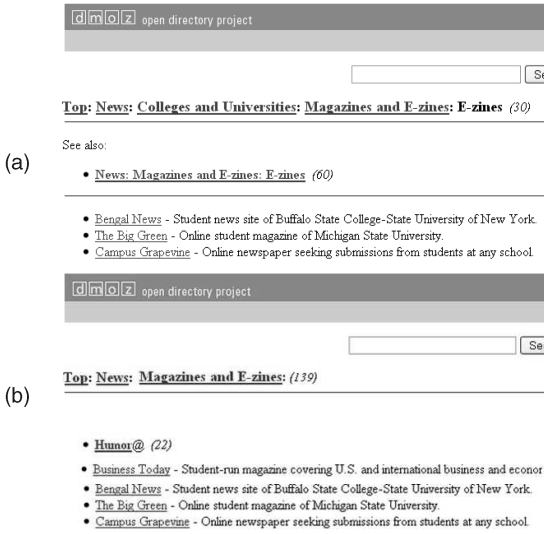 dmoz open directory project
Se
Top: News: Colleges and Universities: Magazines and E-zines: E-zines (30)
See also:
(a)
• News: Magazines and E-zines: E-zines (60)
• Bengal News - Student news site of Buffalo State College-State University of New York.
• The Big Green - Online student magazine of Michigan State University.
• Campus Grapevine - Online newspaper seeking submissions from students at any school.
dmoz open directory project
Se
Top: News: Magazines and E-zines: (139)
(b)
• Humor@ (22)
• Business Today - Student-run magazine covering U.S. and international business and econor
• Bengal News - Student news site of Buffalo State College-State University of New York.
• The Big Green - Online student magazine of Michigan State University.
• Campus Grapevine - Online newspaper seeking submissions from students at any school.